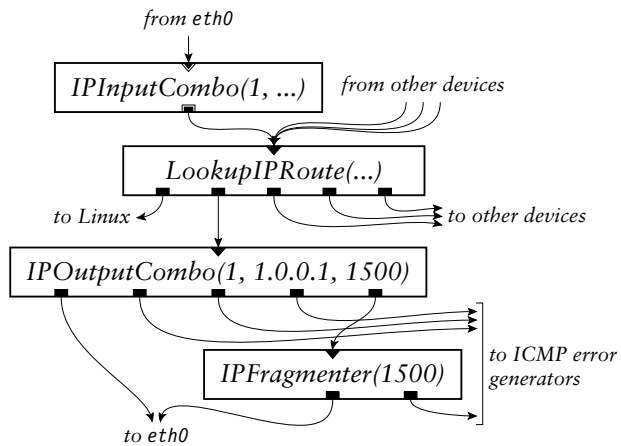 from eth0
IPInputCombo(1, ...)
from other devices
LookupIPRoute(...)
to Linux
to other devices
IPOutputCombo(1, 1.0.0.1, 1500)
to ICMP error
generators
IPFragmenter(1500)
to eth0